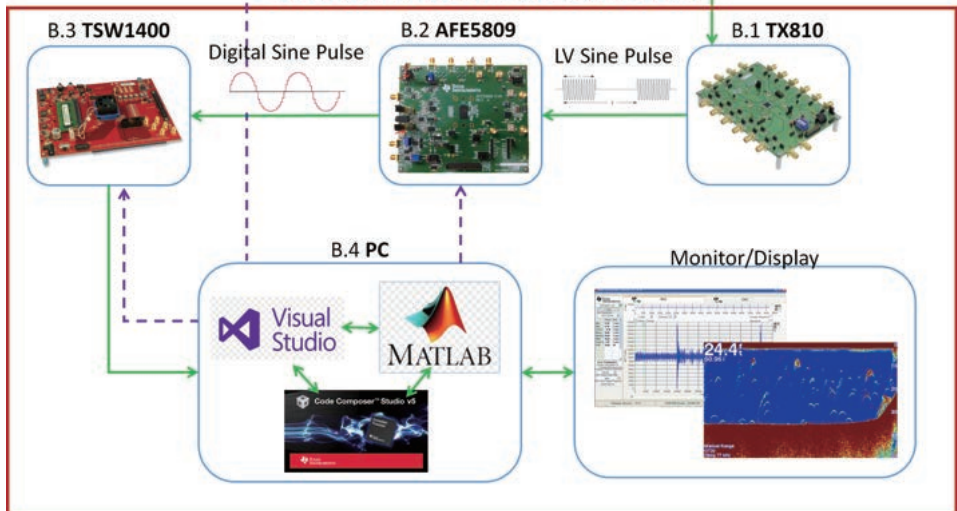 B.3 TSW1400
B.2 AFE5809
B.1 TX810
Digital Sine Pulse
LV Sine Pulse
B.4 PC
Monitor/Display
Visual
Studio
MATLAB
Code Composer™ Studio v5
24.4